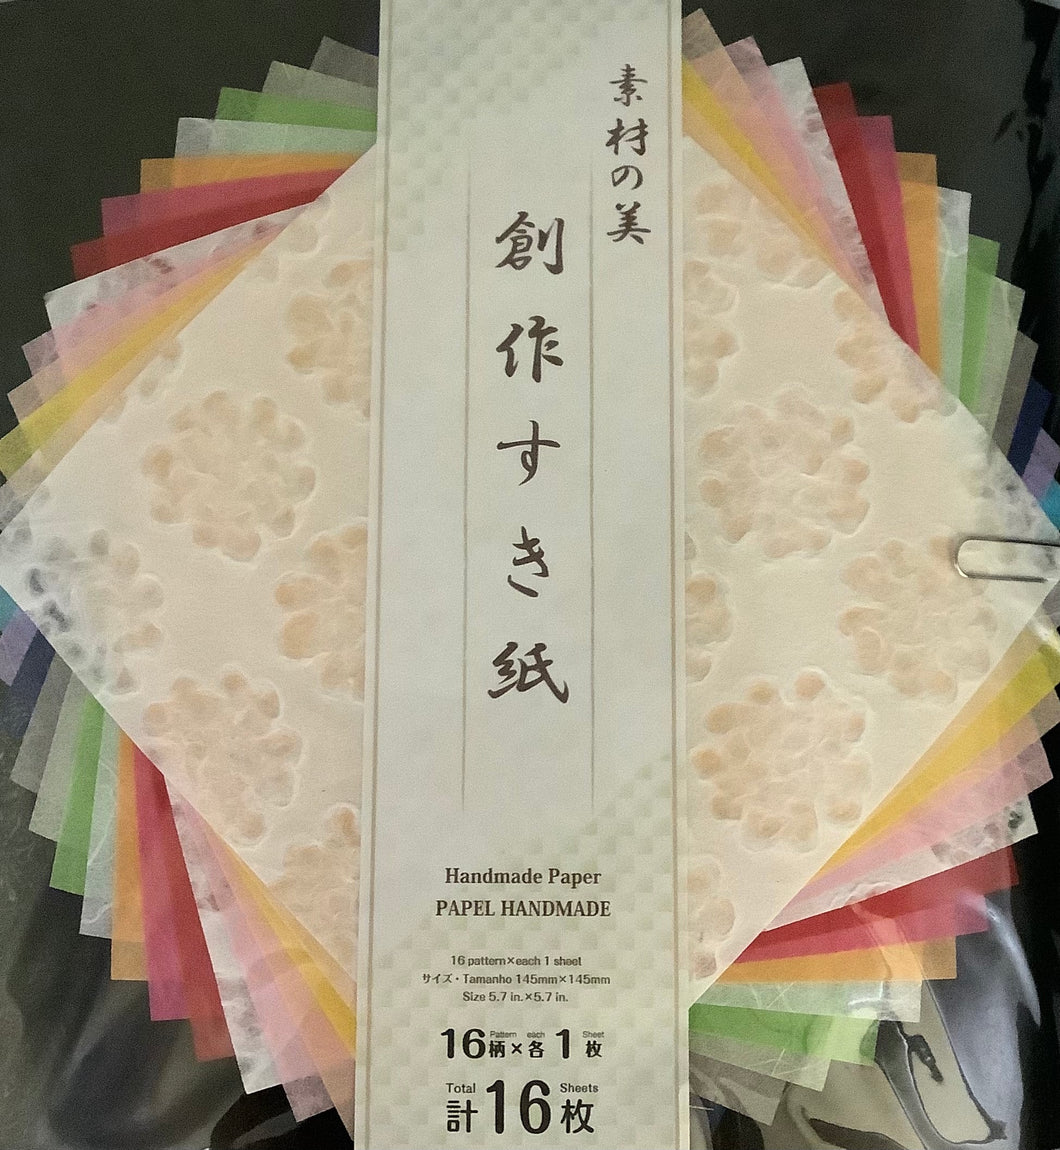 素材の美
創作すき紙
Handmade Paper
PAPEL HANDMADE
16 pattern×each 1 sheet
サイズ・Tamanho 145mm×145mm
Size 5.7 in.×5.7 in.
Pattern each Sheet
16柄×各1枚
Total Sheets
計16枚